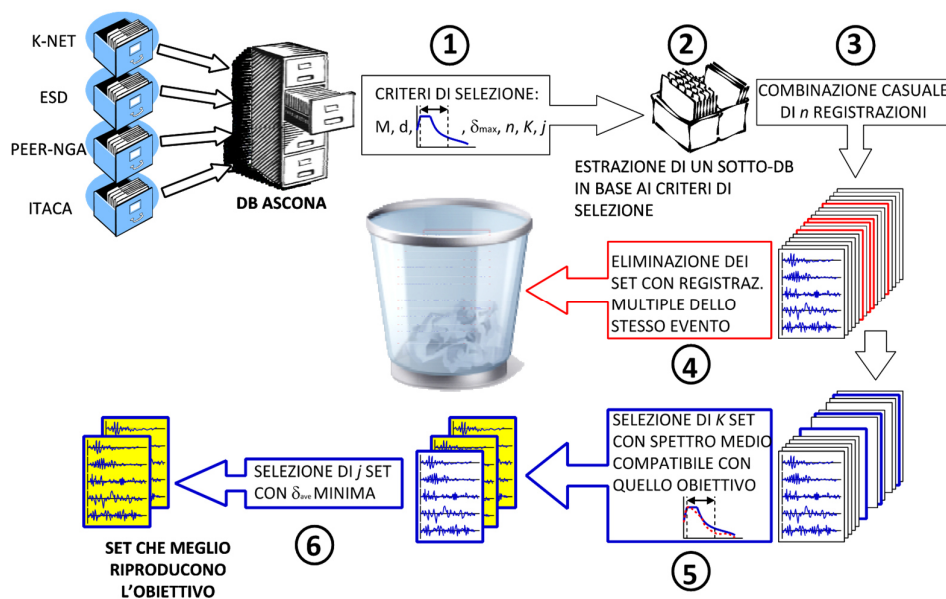 K-NET
ESD
PEER-NGA
ITACA
DB ASCONA
1
CRITERI DI SELEZIONE:
M, d, , δmax, n, K, j
2
ESTRAZIONE DI UN SOTTO-DB
IN BASE AI CRITERI DI
SELEZIONE
3
COMBINAZIONE CASUALE
DI n REGISTRAZIONI
ELIMINAZIONE DEI
SET CON REGISTRAZ.
MULTIPLE DELLO
STESSO EVENTO
4
SELEZIONE DI K SET
CON SPETTRO MEDIO
COMPATIBILE CON
QUELLO OBIETTIVO
5
SELEZIONE DI j SET
CON δave MINIMA
6
SET CHE MEGLIO
RIPRODUCONO
L'OBIETTIVO